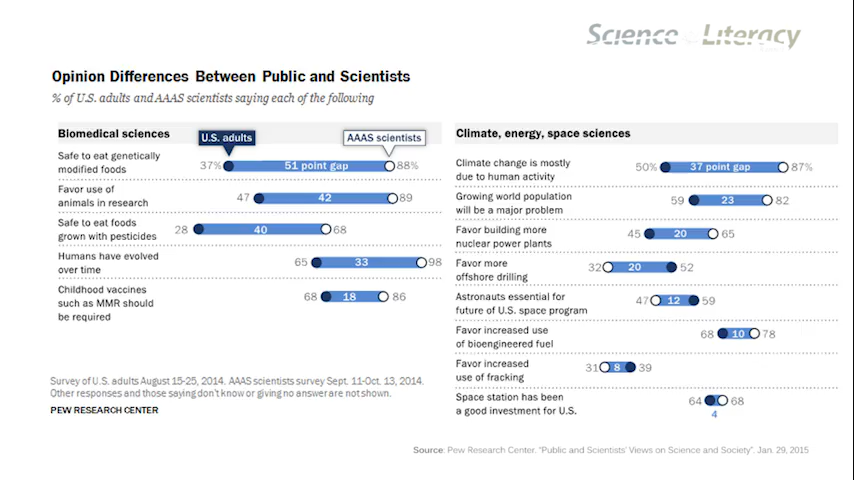 Science Literacy
Opinion Differences Between Public and Scientists
% of U.S. adults and AAAS scientists saying each of the following
Biomedical sciences
U.S. adults
AAAS scientists
Safe to eat genetically
modified foods
37% 51 point gap 88%
Favor use of
animals in research
47 42 89
Safe to eat foods
grown with pesticides
28 40 68
Humans have evolved
over time
65 33 98
Childhood vaccines
such as MMR should
be required
68 18 86
Climate, energy, space sciences
Climate change is mostly
due to human activity
50% 37 point gap 87%
Growing world population
will be a major problem
59 23 82
Favor building more
nuclear power plants
45 20 65
Favor more
offshore drilling
32 20 52
Astronauts essential for
future of U.S. space program
47 12 59
Favor increased use
of bioengineered fuel
68 10 78
Favor increased
use of fracking
31 8 39
Space station has been
a good investment for U.S.
64 68
4
Survey of U.S. adults August 15-25, 2014. AAAS scientists survey Sept. 11-Oct. 13, 2014.
Other responses and those saying don't know or giving no answer are not shown.
PEW RESEARCH CENTER
Source: Pew Research Center. "Public and Scientists' Views on Science and Society". Jan. 29, 2015